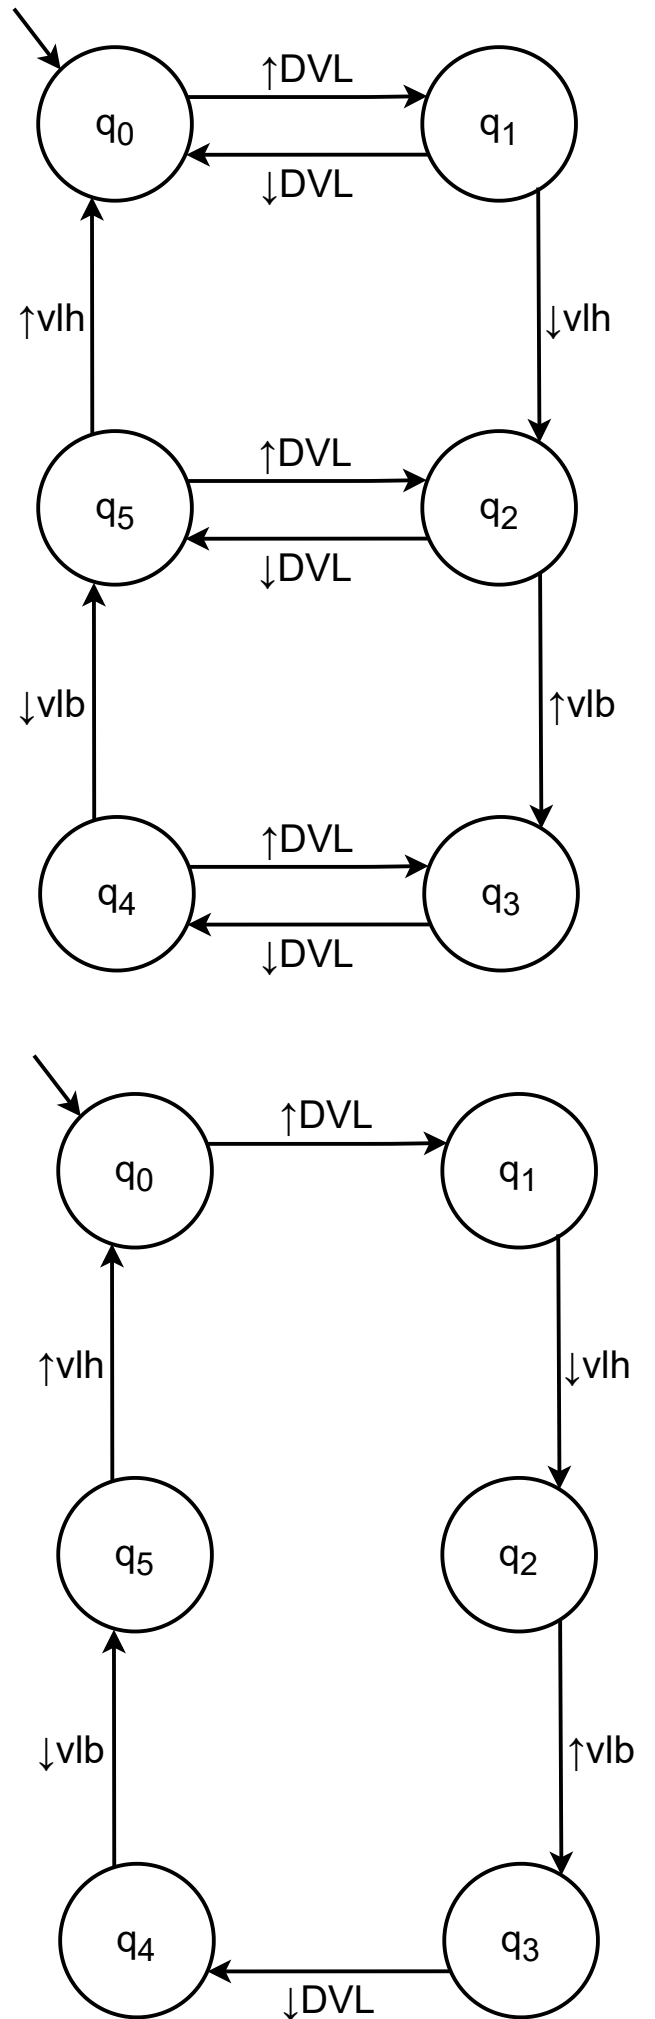 ↑DVL
q0 q1
↓DVL
↑vlh ↓vlh
↑DVL
q5 q2
↓DVL
↓vlb ↑vlb
↑DVL
q4 q3
↓DVL
↑DVL
q0 q1
↑vlh ↓vlh
q5 q2
↓vlb ↑vlb
q4 q3
↓DVL